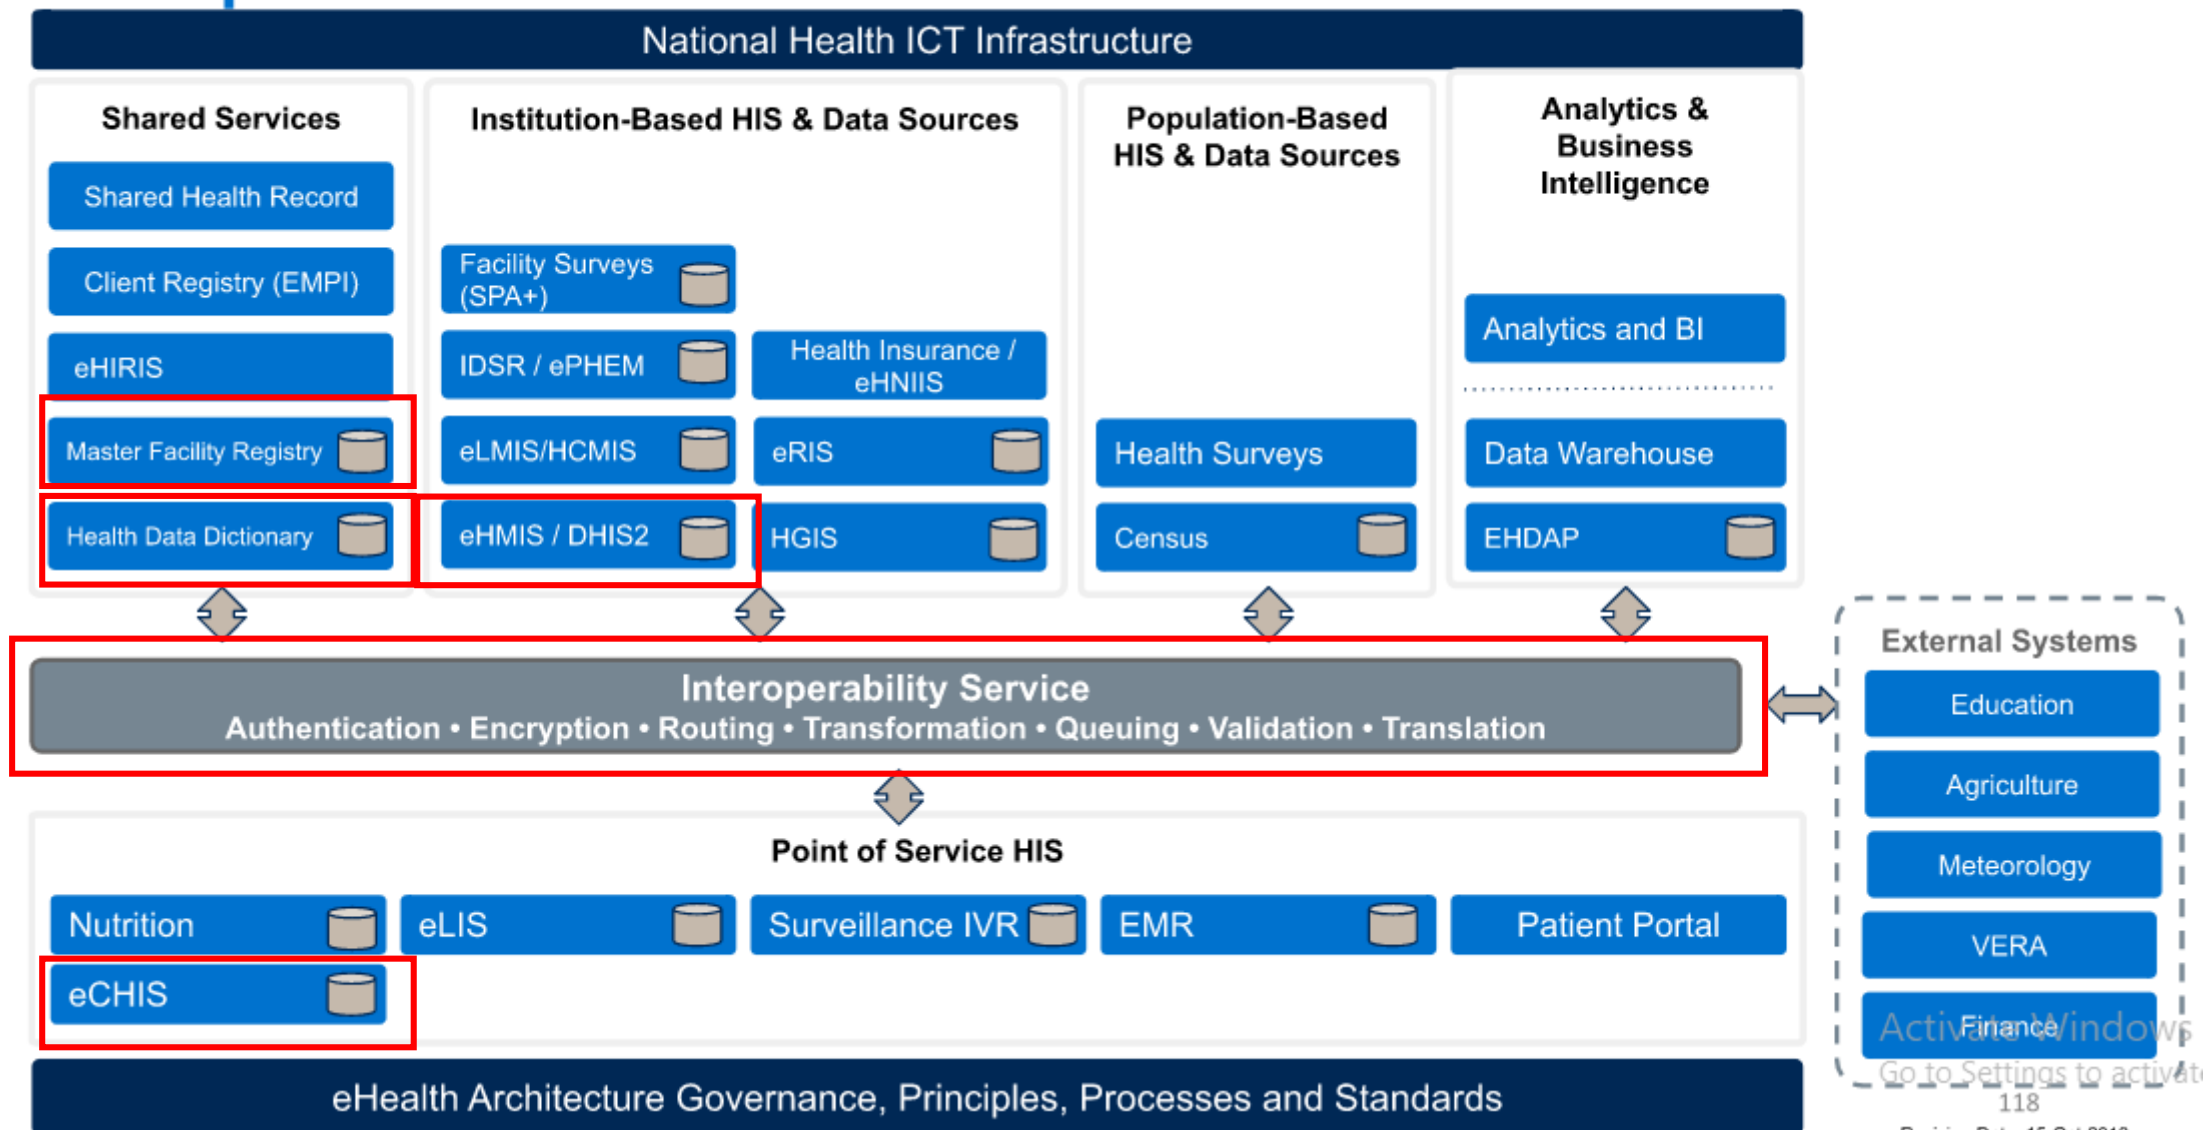 National Health ICT Infrastructure
Shared Services
Shared Health Record
Client Registry (EMPI)
eHIRIS
Master Facility Registry
Health Data Dictionary
Institution-Based HIS & Data Sources
Facility Surveys
(SPA+)
IDSR / ePHEM
eLMIS/HCMIS
eHMIS / DHIS2
Health Insurance /
eHNIIS
eRIS
HGIS
Population-Based
HIS & Data Sources
Health Surveys
Census
Analytics &
Business
Intelligence
Analytics and BI
Data Warehouse
EHDAP
Interoperability Service
Authentication • Encryption • Routing • Transformation • Queuing • Validation • Translation
External Systems
Education
Agriculture
Meteorology
VERA
Finance
Point of Service HIS
Nutrition
eLIS
Surveillance IVR
EMR
Patient Portal
eCHIS
eHealth Architecture Governance, Principles, Processes and Standards
Activate Windows
Go to Settings to activate
118